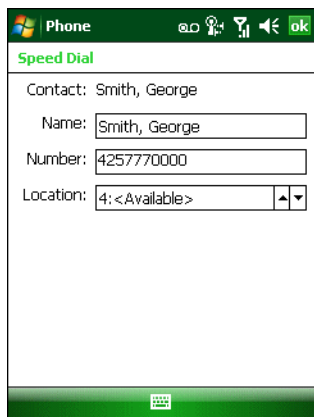 Phone
ok
Speed Dial
Contact: Smith, George
Name: Smith, George
Number: 4257770000
Location: 4:<Available>